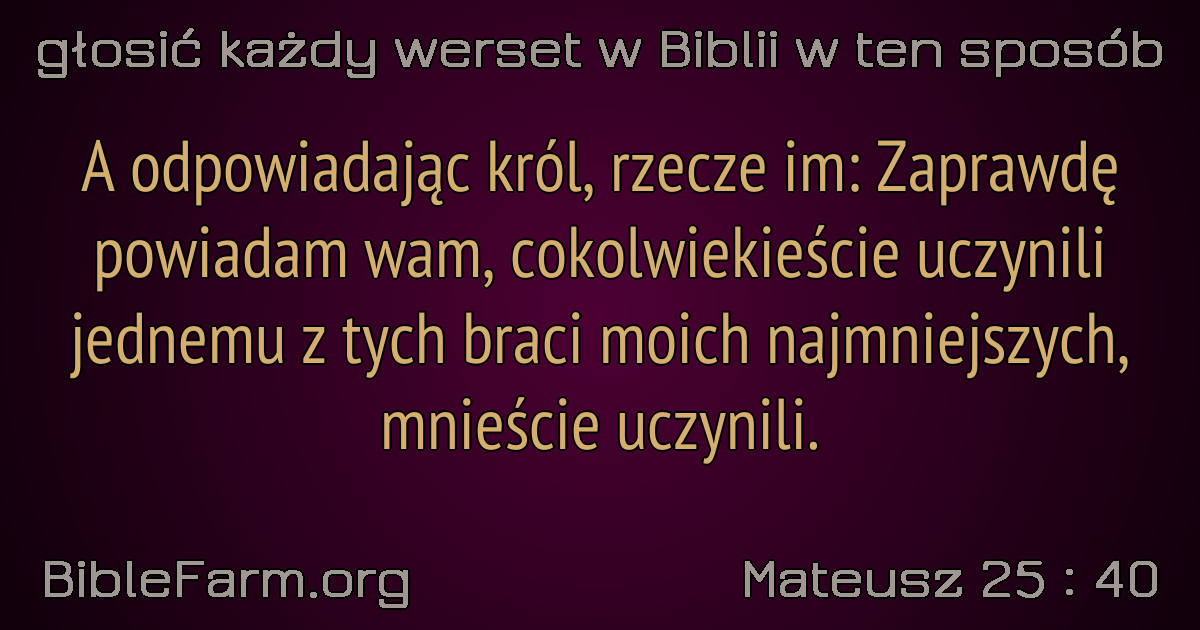 głosić każdy werset w Biblii w ten sposób
A odpowiadając król, rzecze im: Zaprawdę
powiadam wam, cokolwiekieście uczynili
jednemu z tych braci moich najmniejszych,
mnieście uczynili.
BibleFarm.org
Mateusz 25 : 40